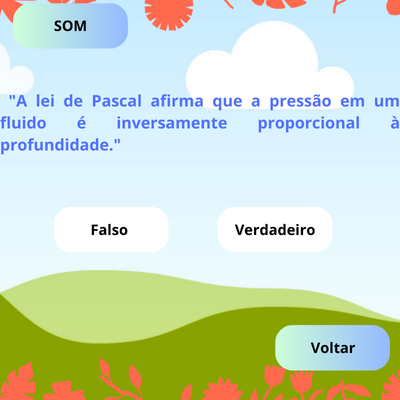 SOM
"A lei de Pascal afirma que a pressão em um
fluido é inversamente proporcional à
profundidade."
Falso
Verdadeiro
Voltar